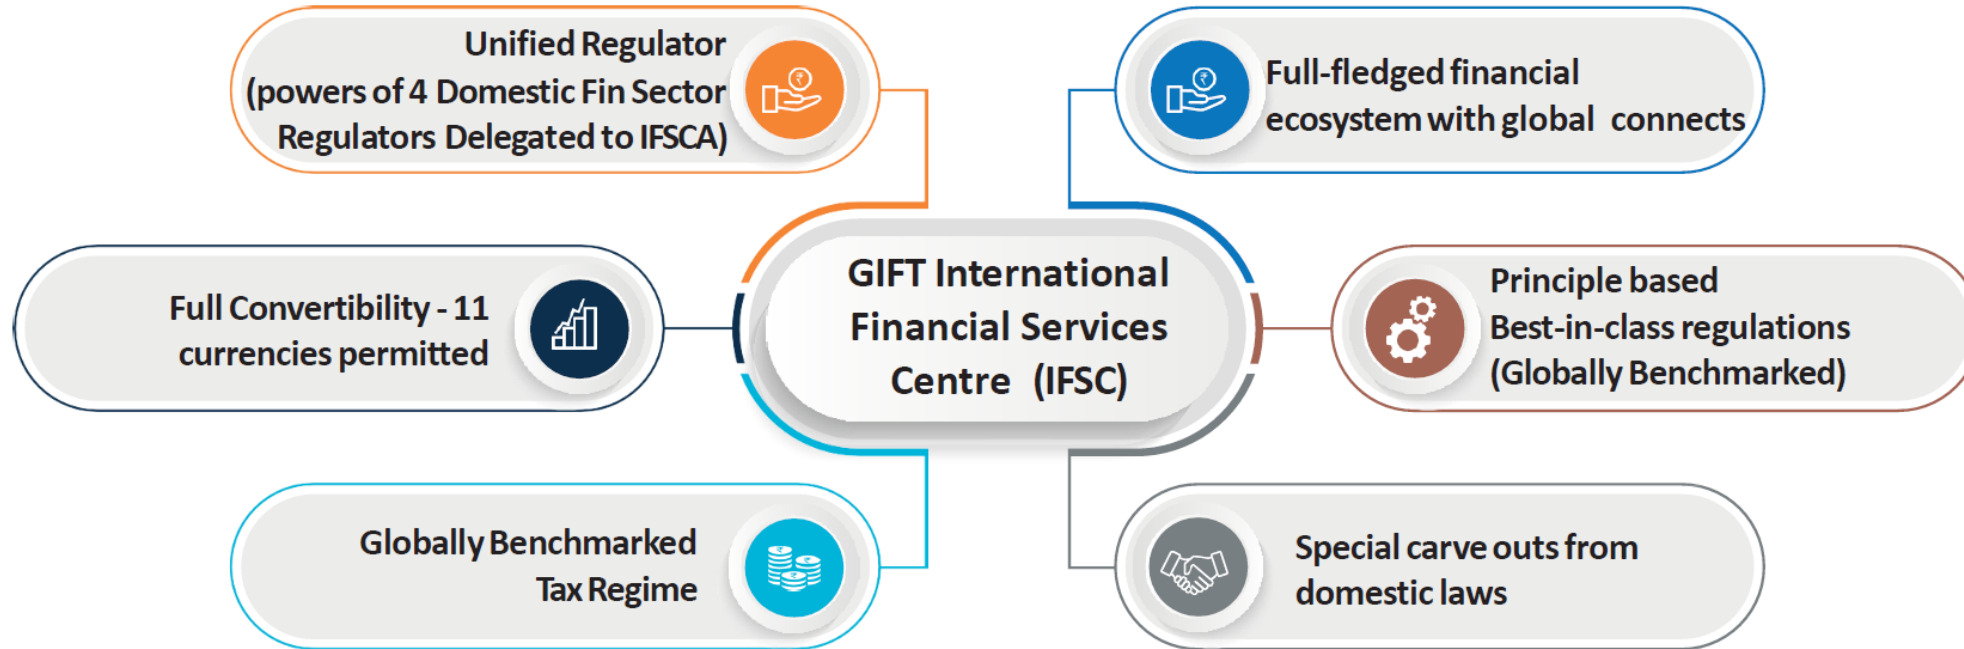 Unified Regulator
(powers of 4 Domestic Fin Sector
Regulators Delegated to IFSCA)
Full-fledged financial
ecosystem with global connects
Full Convertibility - 11
currencies permitted
GIFT International
Financial Services
Centre (IFSC)
Principle based
Best-in-class regulations
(Globally Benchmarked)
Globally Benchmarked
Tax Regime
Special carve outs from
domestic laws